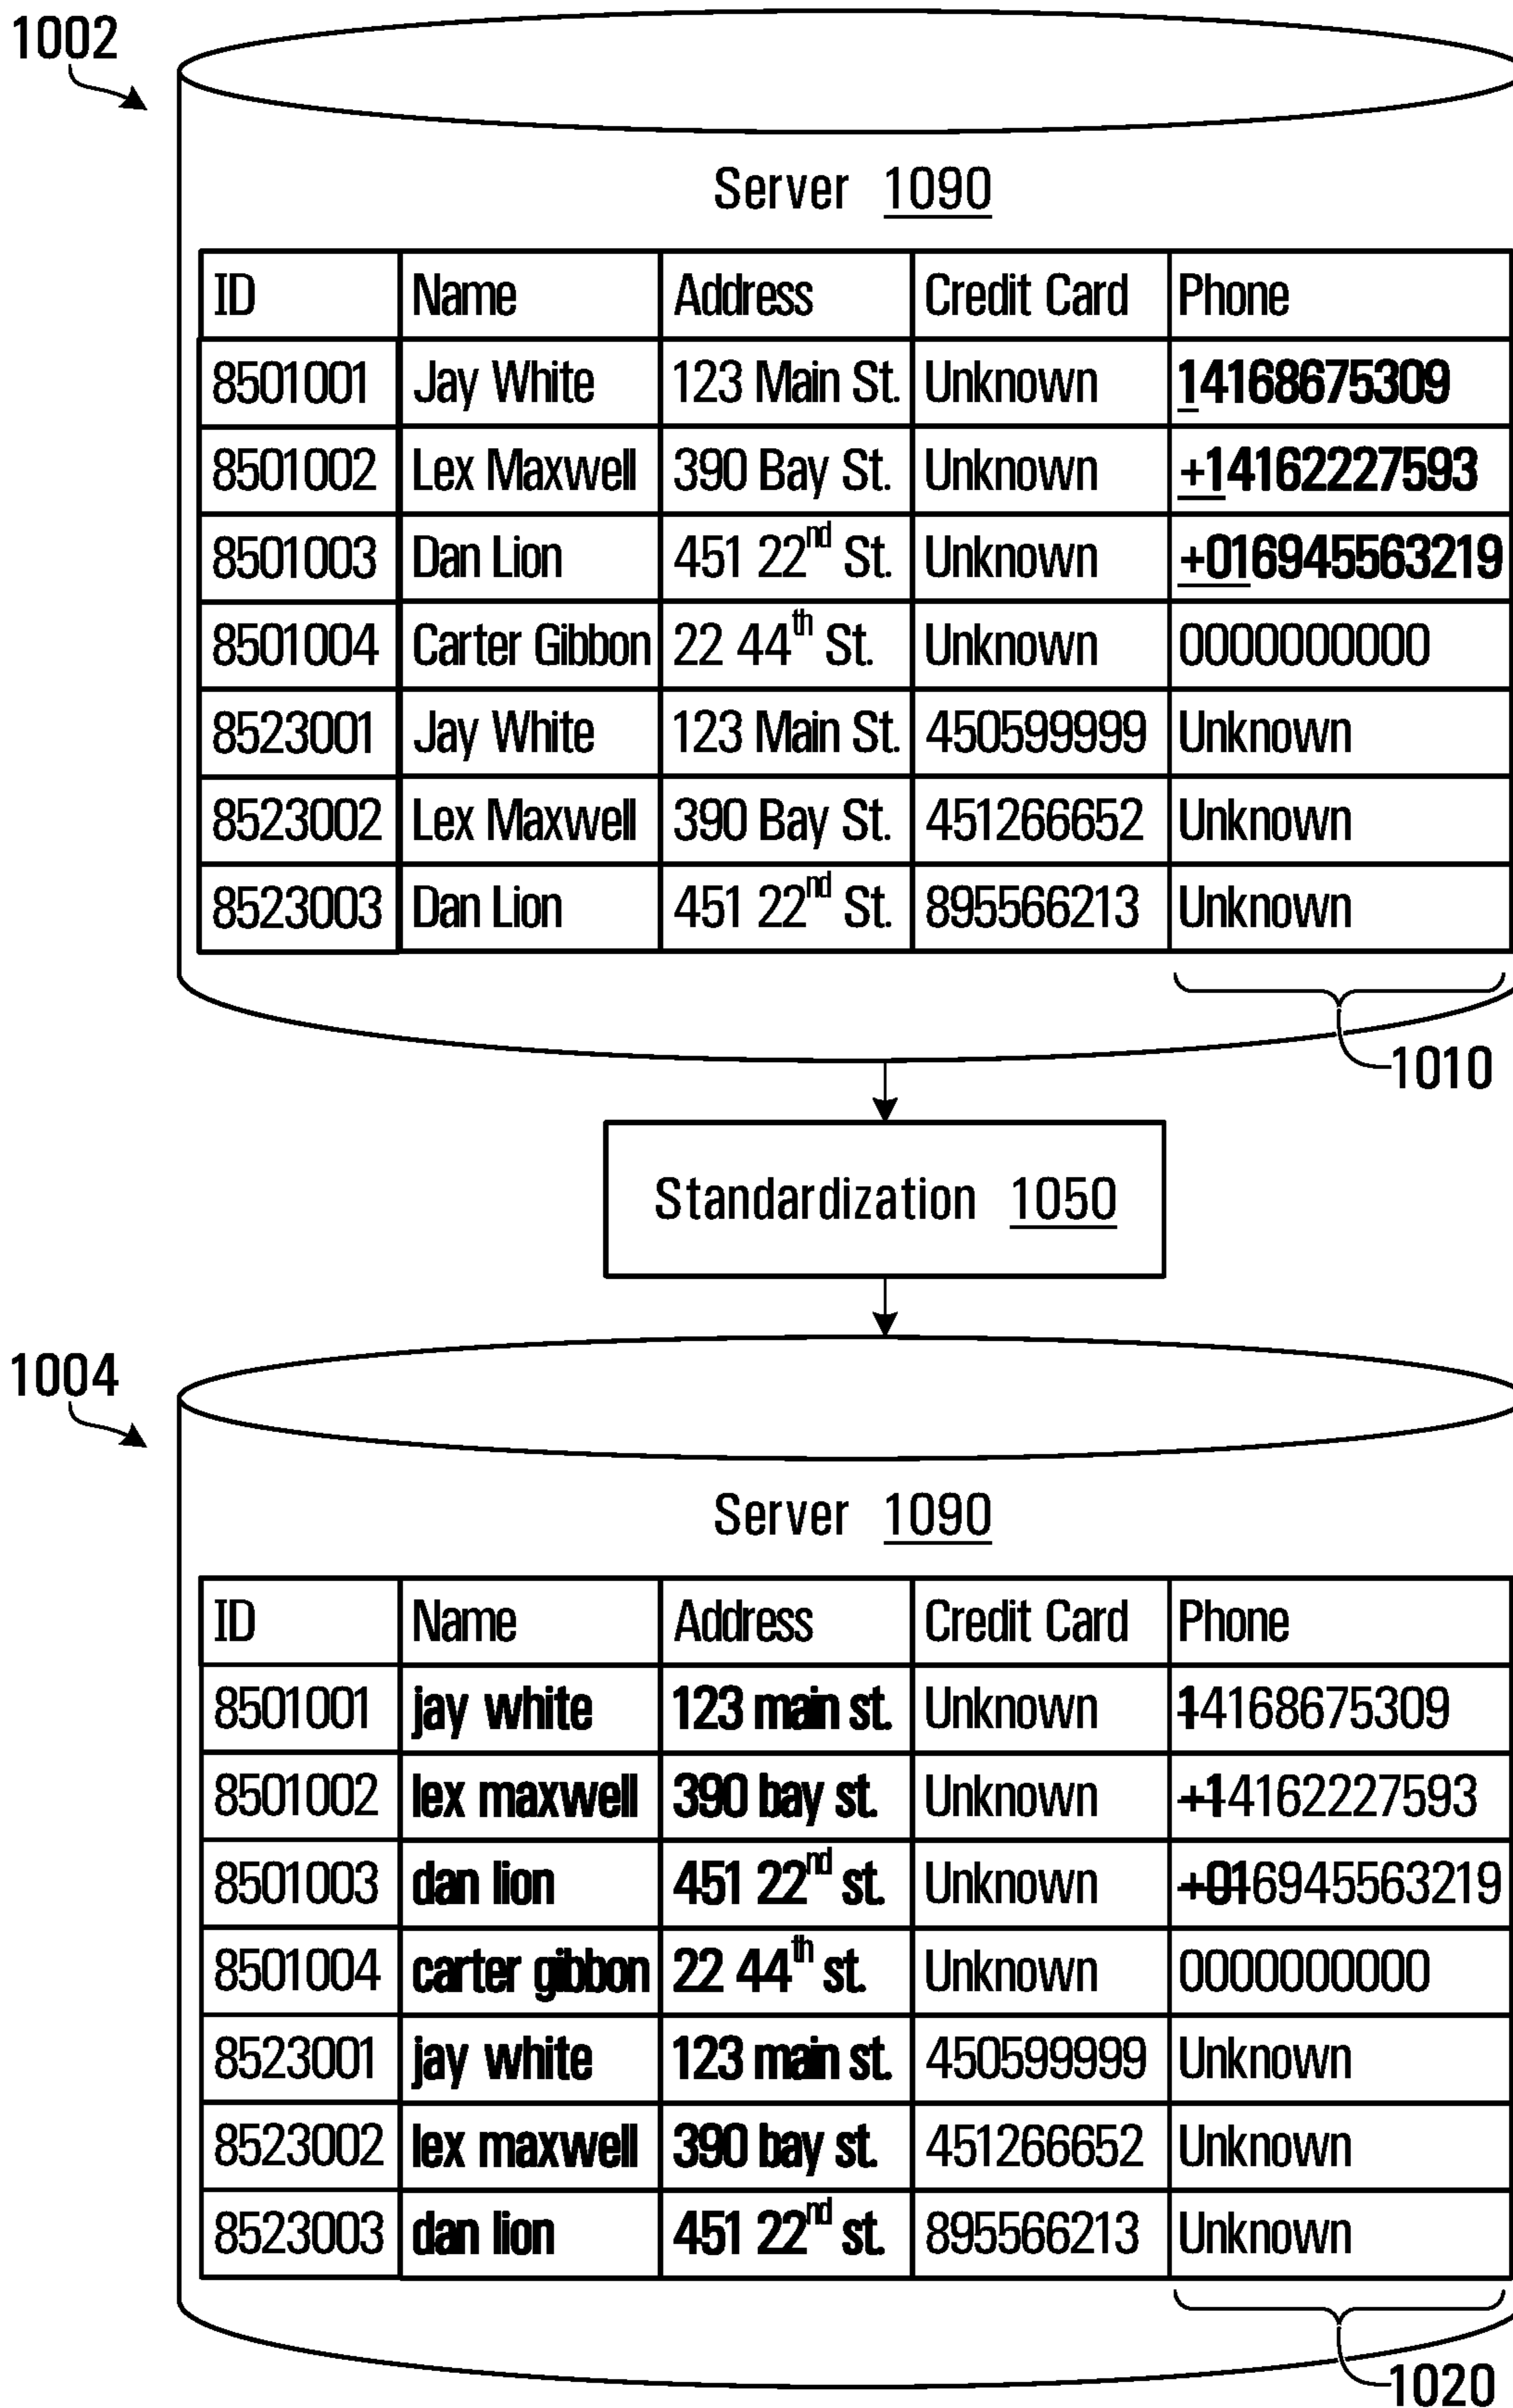 1002
Server 1090
ID Name Address Credit Card Phone
8501001 Jay White 123 Main St. Unknown 14168675309
8501002 Lex Maxwell 390 Bay St. Unknown +14162227593
8501003 Dan Lion 451 22nd St. Unknown +016945563219
8501004 Carter Gibbon 22 44th St. Unknown 0000000000
8523001 Jay White 123 Main St. 450599999 Unknown
8523002 Lex Maxwell 390 Bay St. 451266652 Unknown
8523003 Dan Lion 451 22nd St. 895566213 Unknown
1010
Standardization 1050
1004
Server 1090
ID Name Address Credit Card Phone
8501001 jay white 123 main st. Unknown 14168675309
8501002 lex maxwell 390 bay st. Unknown +14162227593
8501003 dan lion 451 22nd st. Unknown +016945563219
8501004 carter gibbon 22 44th st. Unknown 0000000000
8523001 jay white 123 main st. 450599999 Unknown
8523002 lex maxwell 390 bay st. 451266652 Unknown
8523003 dan lion 451 22nd st. 895566213 Unknown
1020